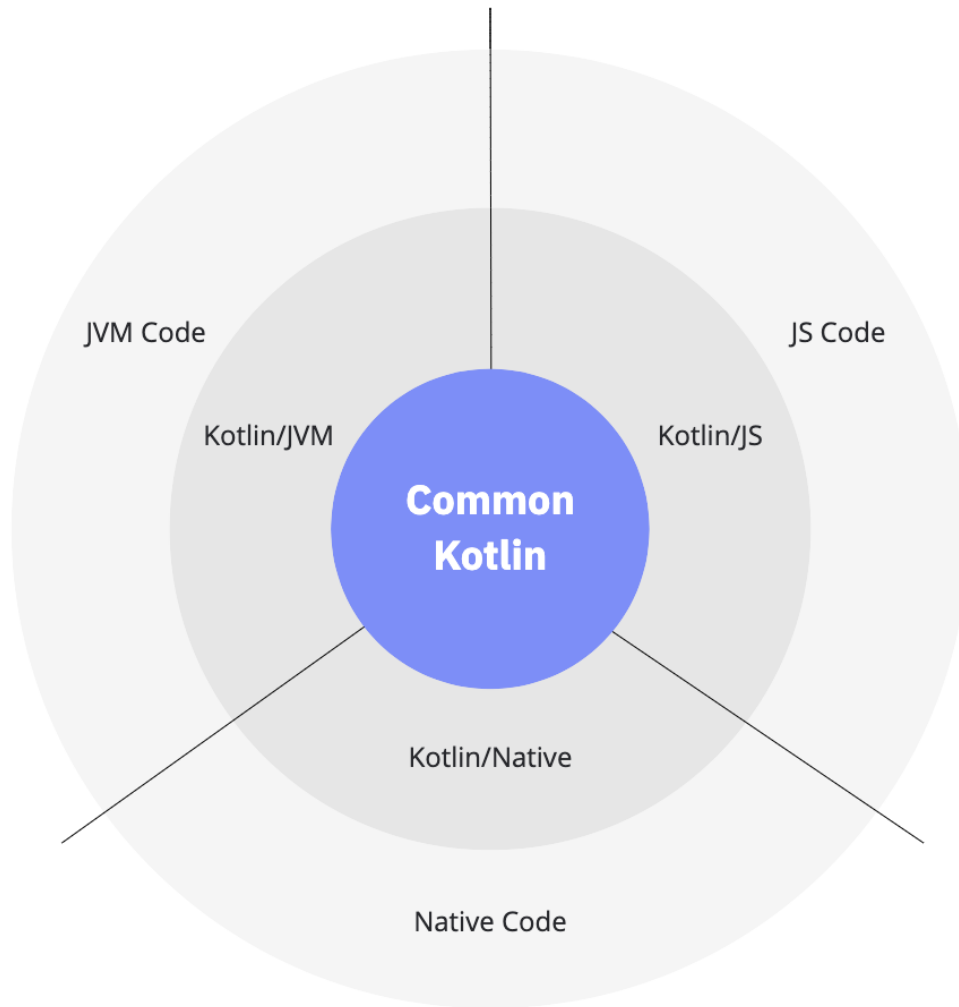 JVM Code
JS Code
Kotlin/JVM
Kotlin/JS
Common
Kotlin
Kotlin/Native
Native Code